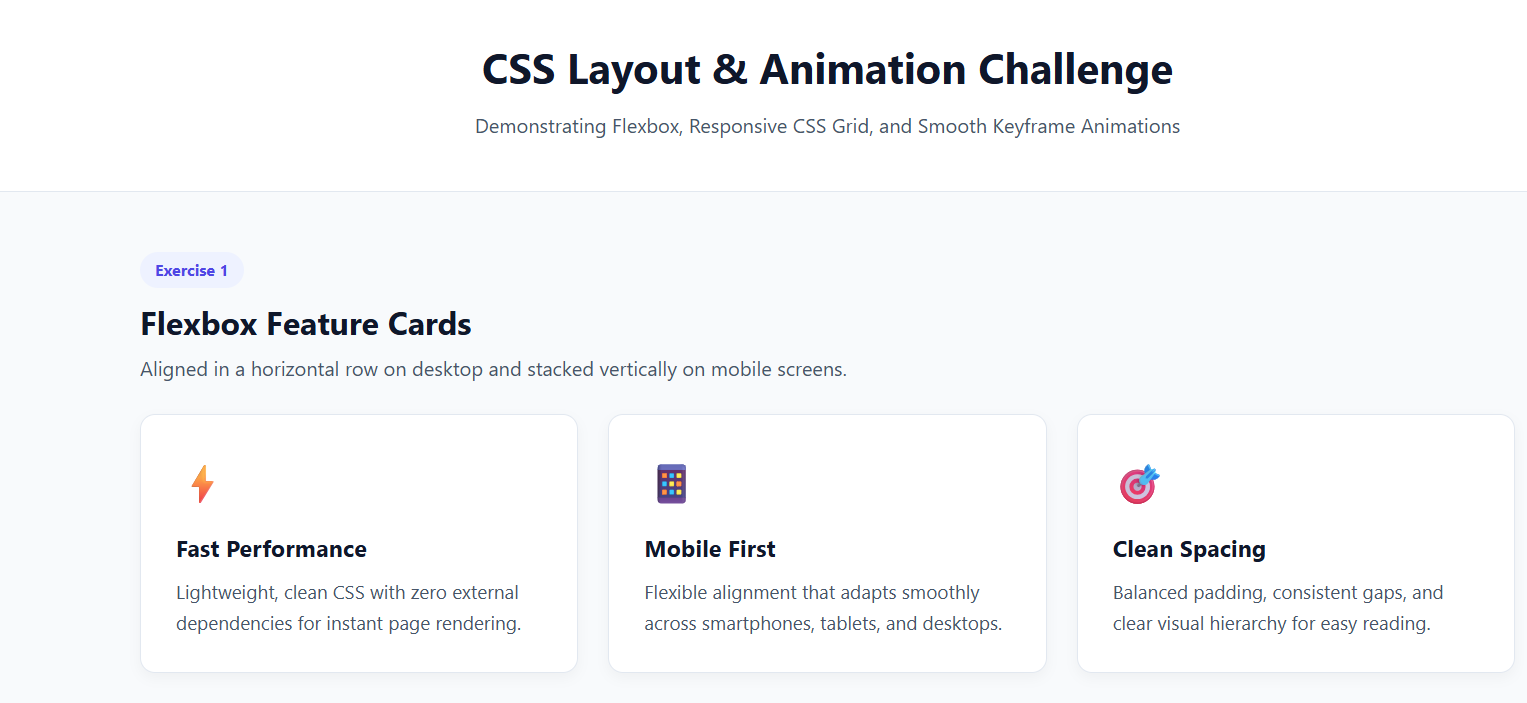 CSS Layout & Animation Challenge
Demonstrating Flexbox, Responsive CSS Grid, and Smooth Keyframe Animations
Exercise 1
Flexbox Feature Cards
Aligned in a horizontal row on desktop and stacked vertically on mobile screens.
Fast Performance
Lightweight, clean CSS with zero external
dependencies for instant page rendering.
Mobile First
Flexible alignment that adapts smoothly
across smartphones, tablets, and desktops.
Clean Spacing
Balanced padding, consistent gaps, and
clear visual hierarchy for easy reading.